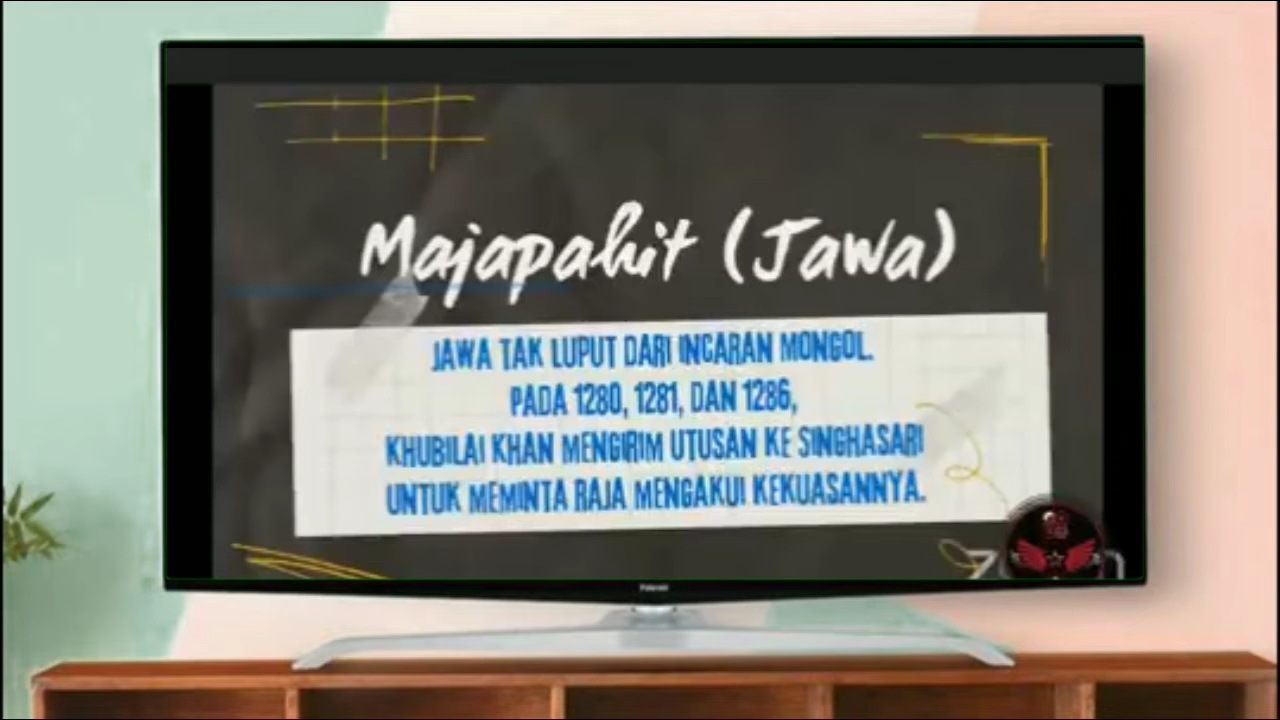 Majapahit (Jawa)
JAWA TAK LUPUT DARI INCARAN MONGOL.
PADA 1280, 1281, DAN 1286,
KHUBILAI KHAN MENGIRIM UTUSAN KE SINGHASARI
UNTUK MEMINTA RAJA MENGAKUI KEKUASANNYA.